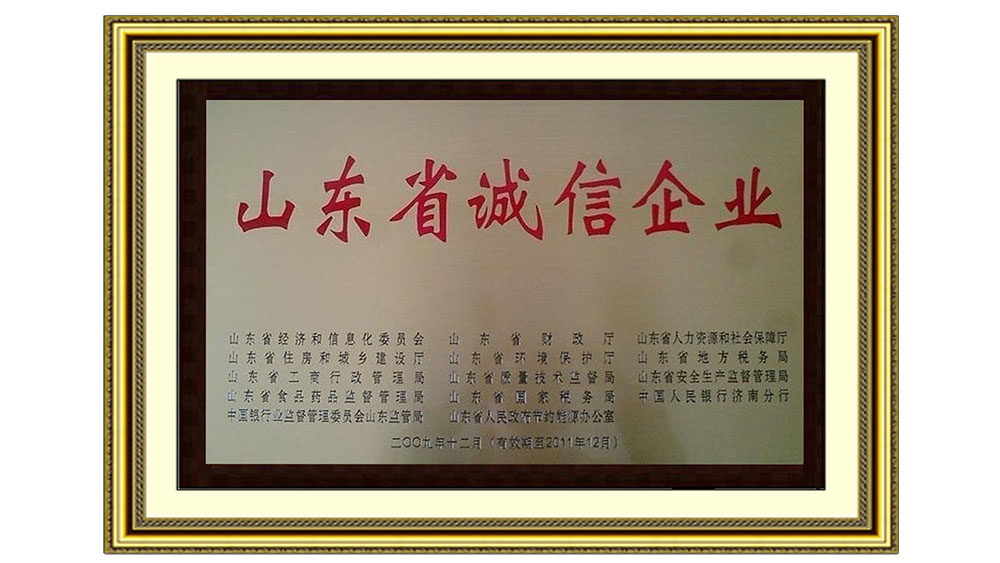 山东省诚信企业
山东省经济和信息化委员会 山东省财政厅 山东省人力资源和社会保障厅
山东省住房和城乡建设厅 山东省环境保护厅 山东省地方税务局
山东省工商行政管理局 山东省质量技术监督局 山东省安全生产监督管理局
山东省食品药品监督管理局 山东省国家税务局 中国人民银行济南分行
中国银行业监督管理委员会山东监管局 山东省人民政府节约能源办公室
二〇〇九年十二月（有效期至2011年12月）